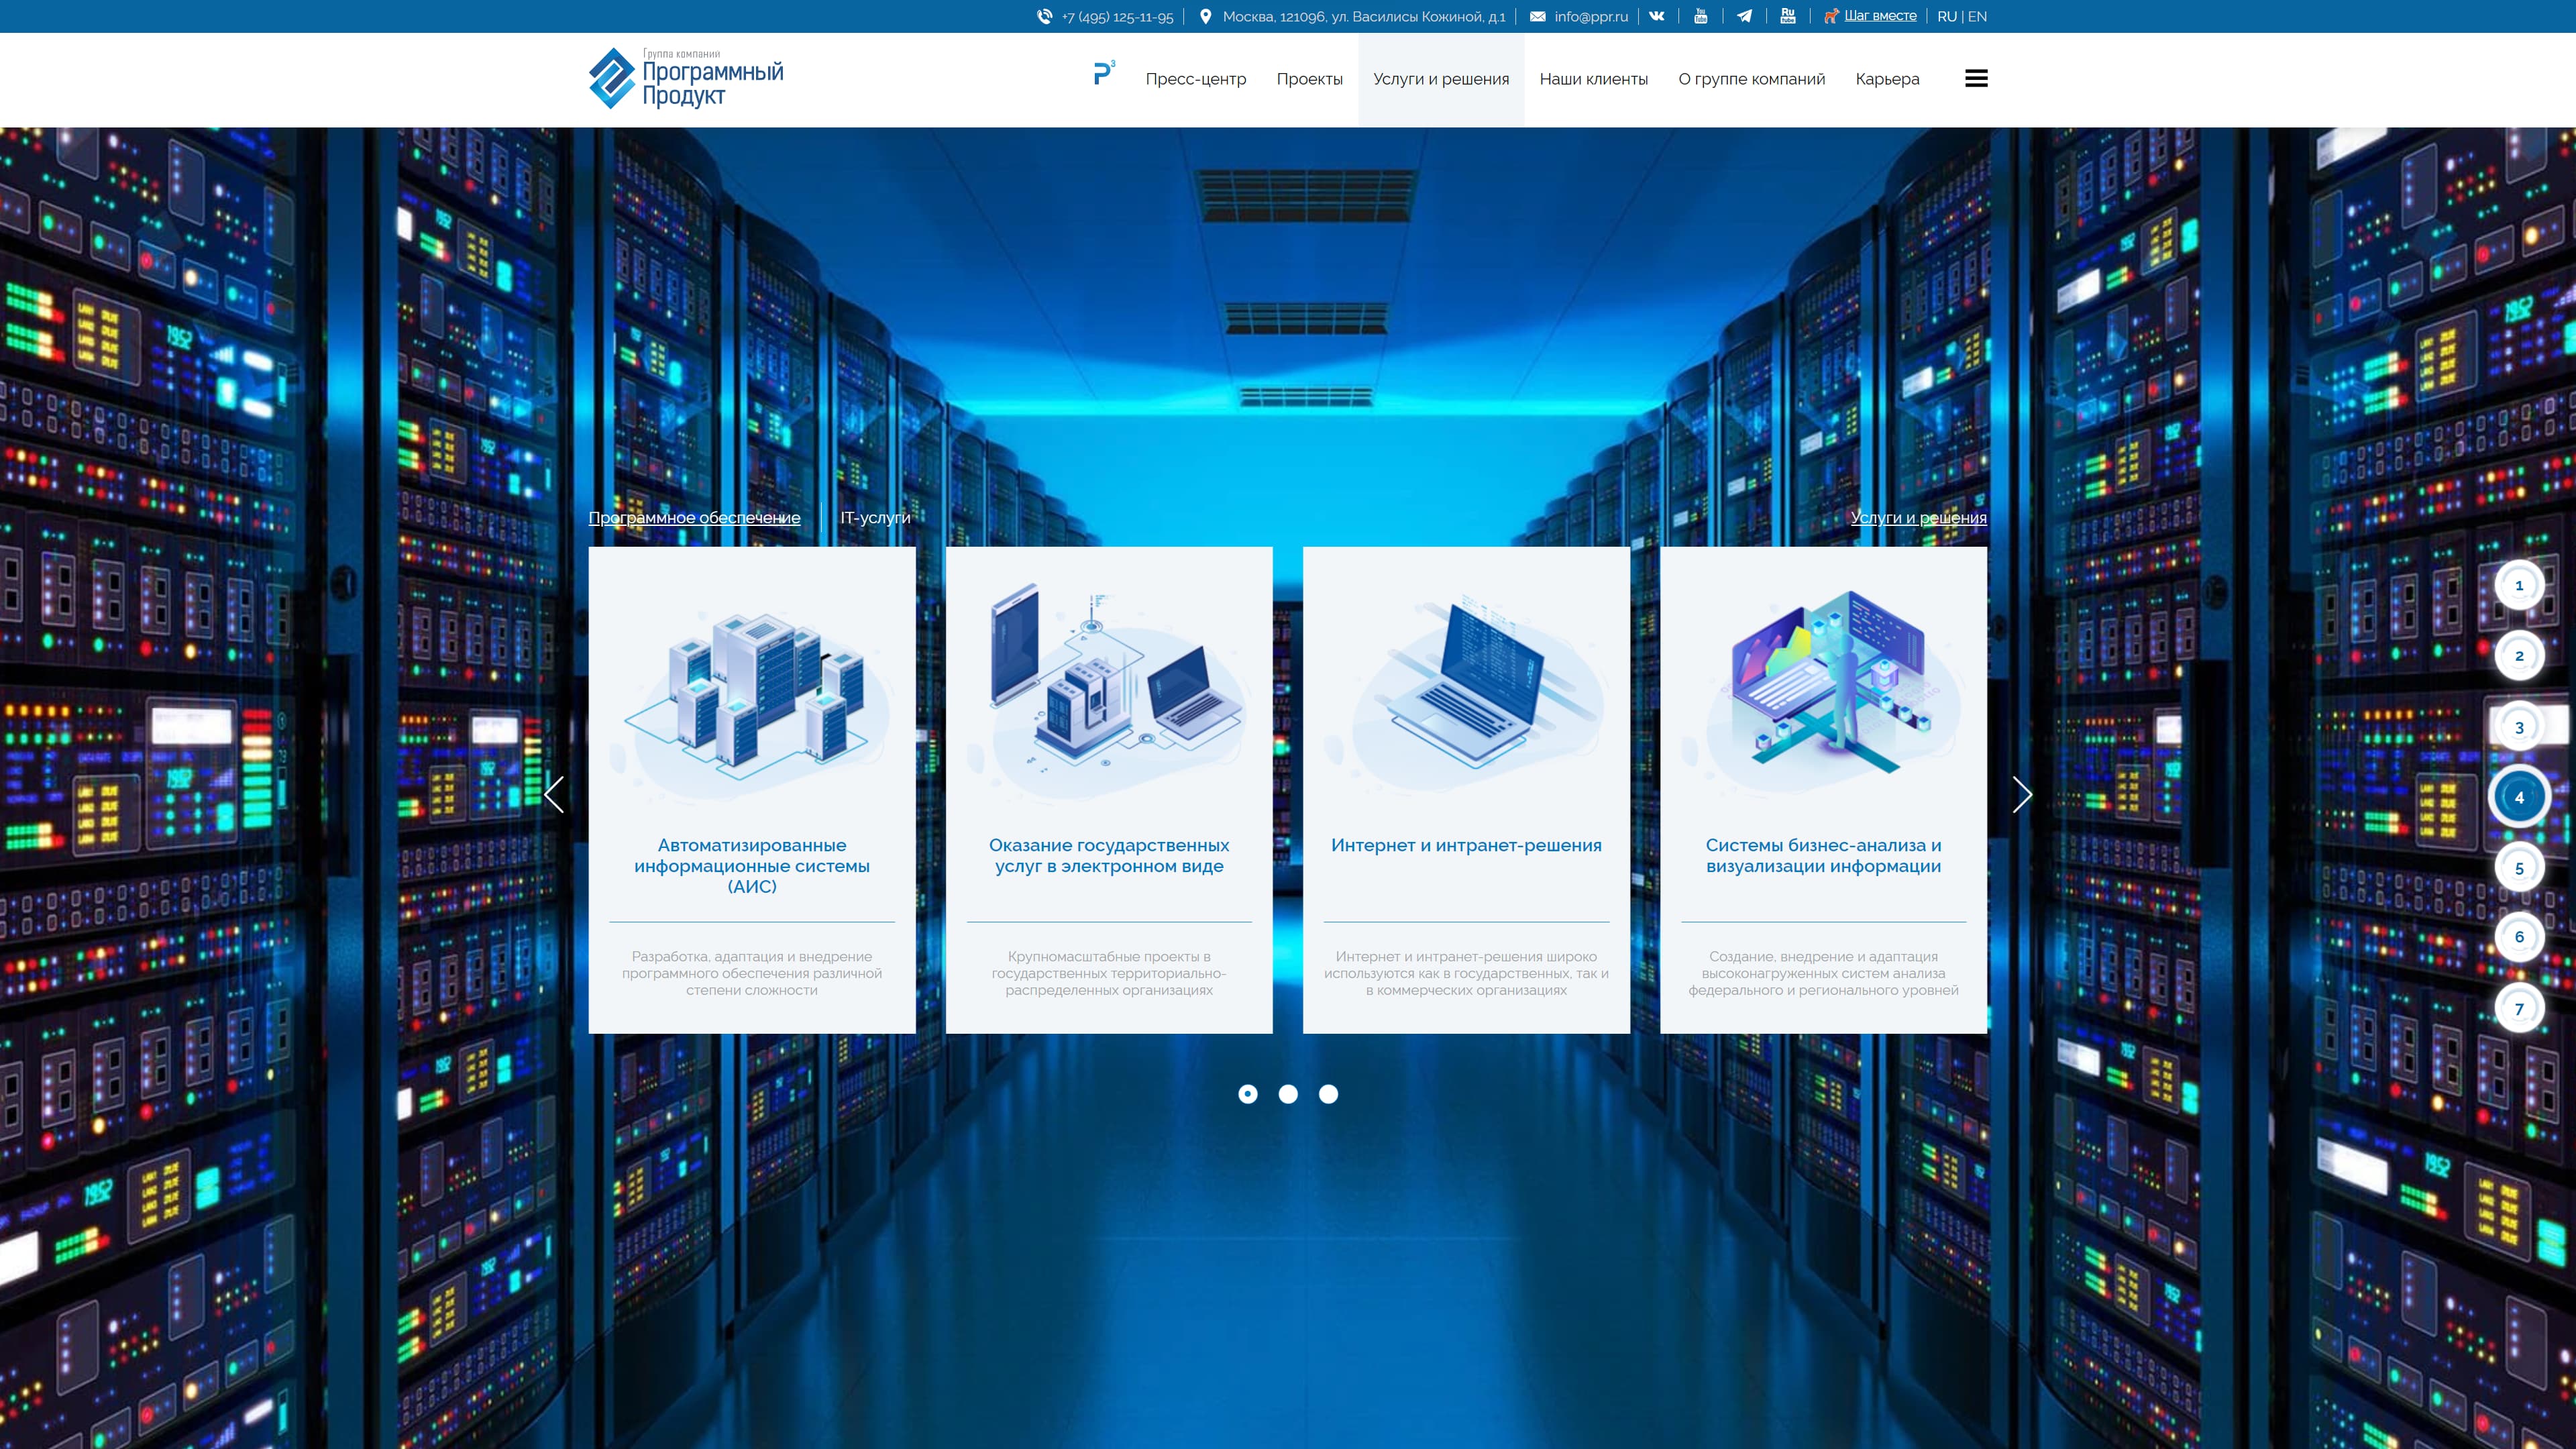 +7 (495) 125-11-95
Москва, 121096, ул. Василисы Кожиной, д.1
info@ppr.ru
You Tube
Ru tube
Шаг вместе
RU | EN
Группа компаний
Программный
Продукт
P3
Пресс-центр
Проекты
Услуги и решения
Наши клиенты
О группе компаний
Карьера
Программное обеспечение
IT-услуги
Услуги и решения
Автоматизированные
информационные системы
(АИС)
Разработка, адаптация и внедрение
программного обеспечения различной
степени сложности
Оказание государственных
услуг в электронном виде
Крупномасштабные проекты в
государственных территориально-
распределенных организациях
Интернет и интранет-решения
Интернет и интранет-решения широко
используются как в государственных, так и
в коммерческих организациях
Системы бизнес-анализа и
визуализации информации
Создание, внедрение и адаптация
высоконагруженных систем анализа
федерального и регионального уровней
1
2
3
4
5
6
7